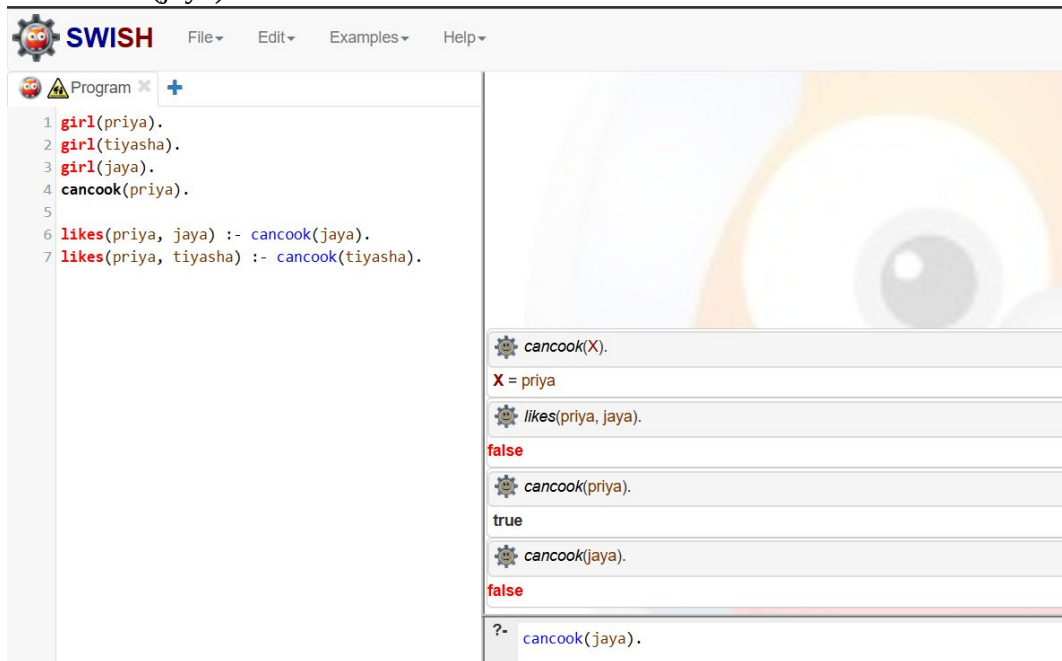 SWISH File Edit Examples Help
Program
1 girl(priya).
2 girl(tiyasha).
3 girl(jaya).
4 cancook(priya).
5
6 likes(priya, jaya) :- cancook(jaya).
7 likes(priya, tiyasha) :- cancook(tiyasha).
cancook(X).
X = priya
likes(priya, jaya).
false
cancook(priya).
true
cancook(jaya).
false
?- cancook(jaya).